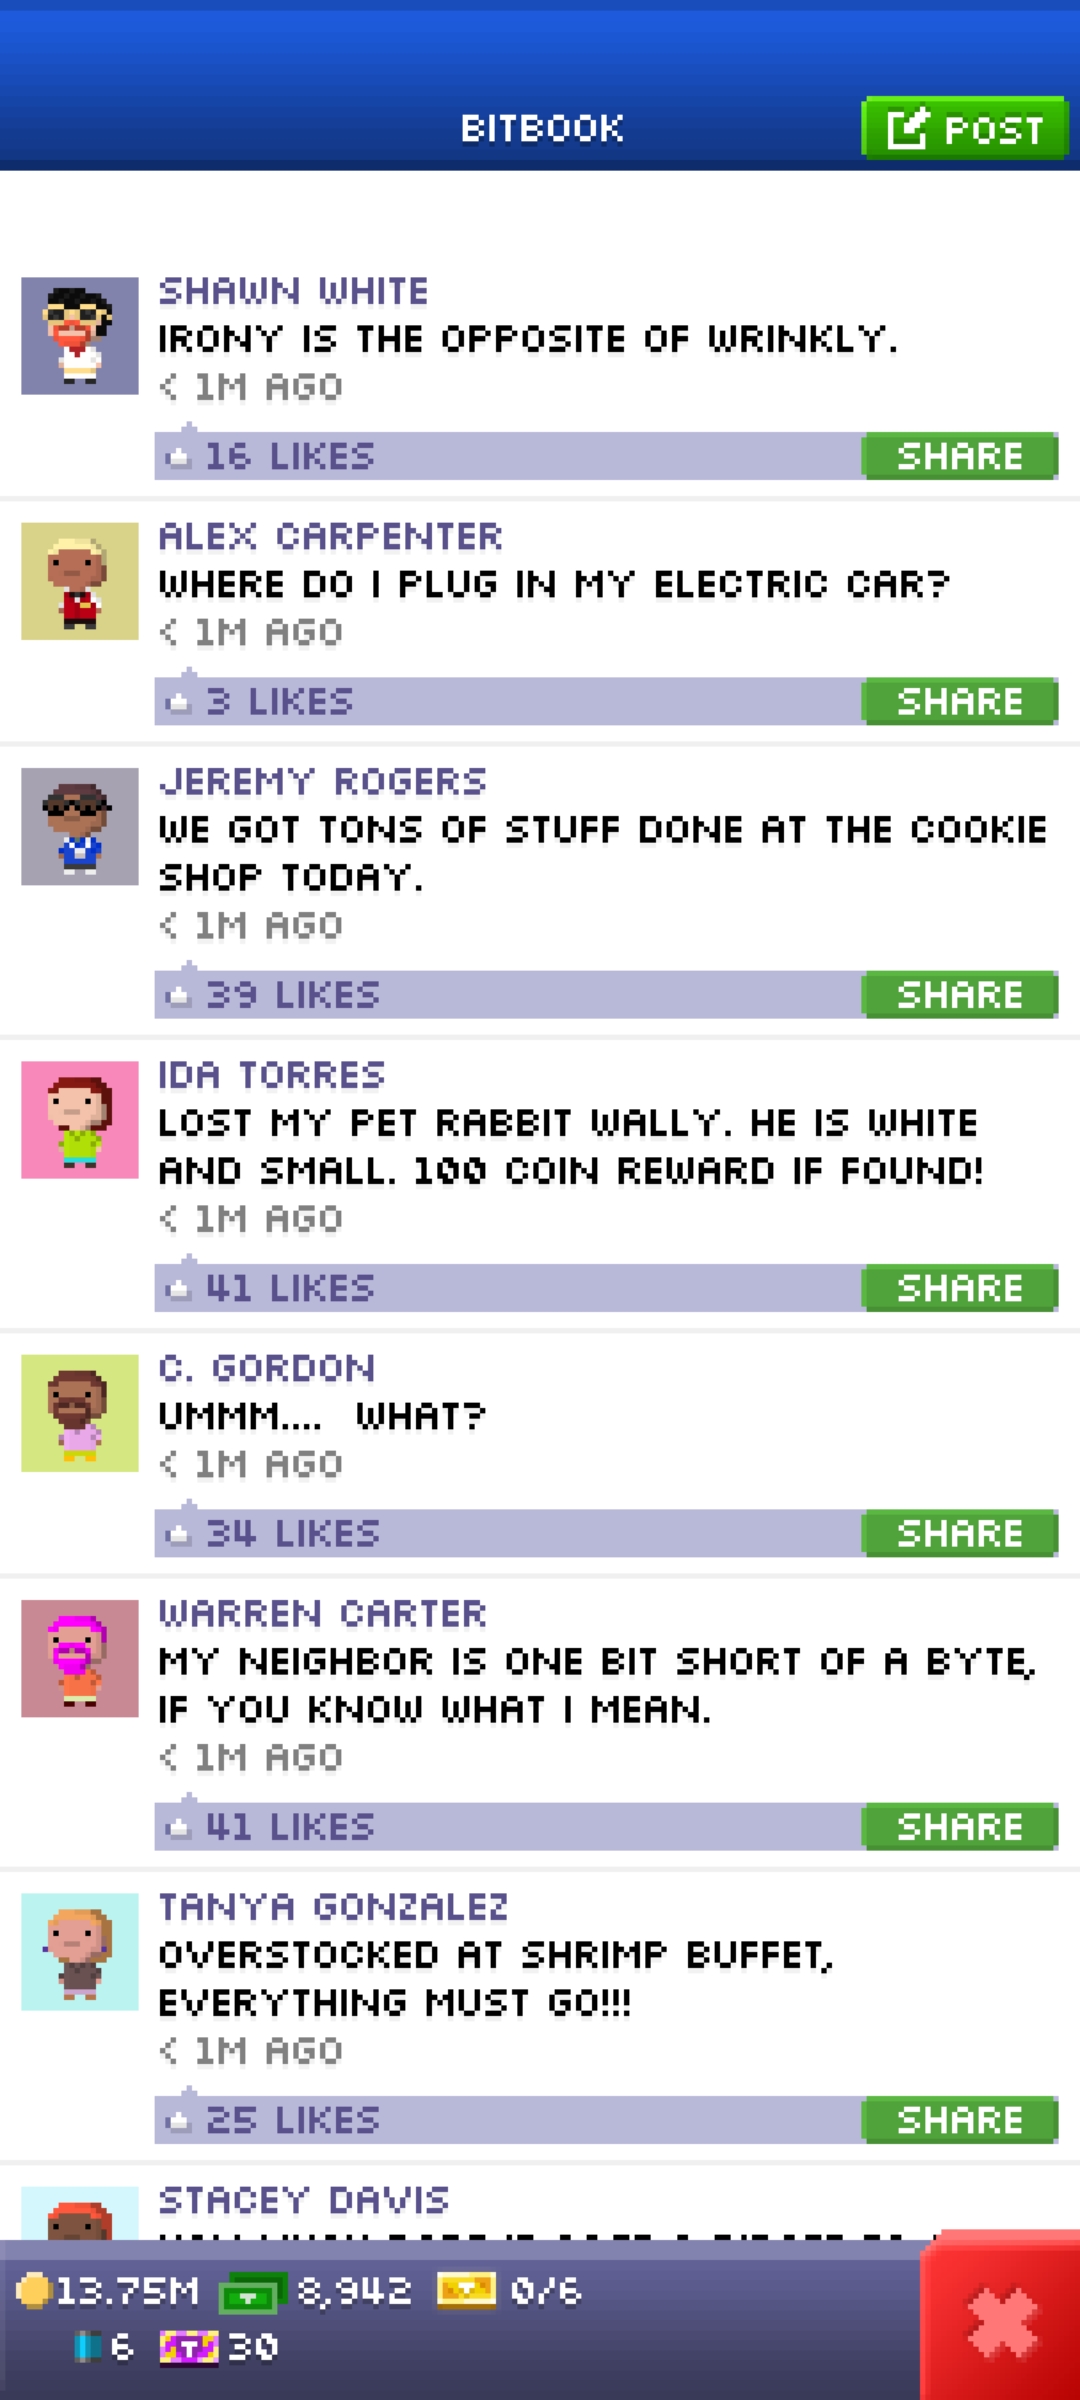 BITBOOK
POST
SHAWN WHITE
IRONY IS THE OPPOSITE OF WRINKLY.
< 1M AGO
16 LIKES
SHARE
ALEX CARPENTER
WHERE DO I PLUG IN MY ELECTRIC CAR?
< 1M AGO
3 LIKES
SHARE
JEREMY ROGERS
WE GOT TONS OF STUFF DONE AT THE COOKIE
SHOP TODAY.
< 1M AGO
39 LIKES
SHARE
IDA TORRES
LOST MY PET RABBIT WALLY. HE IS WHITE
AND SMALL. 100 COIN REWARD IF FOUND!
< 1M AGO
41 LIKES
SHARE
C. GORDON
UMMM....  WHAT?
< 1M AGO
34 LIKES
SHARE
WARREN CARTER
MY NEIGHBOR IS ONE BIT SHORT OF A BYTE,
IF YOU KNOW WHAT I MEAN.
< 1M AGO
41 LIKES
SHARE
TANYA GONZALEZ
OVERSTOCKED AT SHRIMP BUFFET,
EVERYTHING MUST GO!!!
< 1M AGO
25 LIKES
SHARE
STACEY DAVIS
13.75M 8,942 0/6
6 T 30